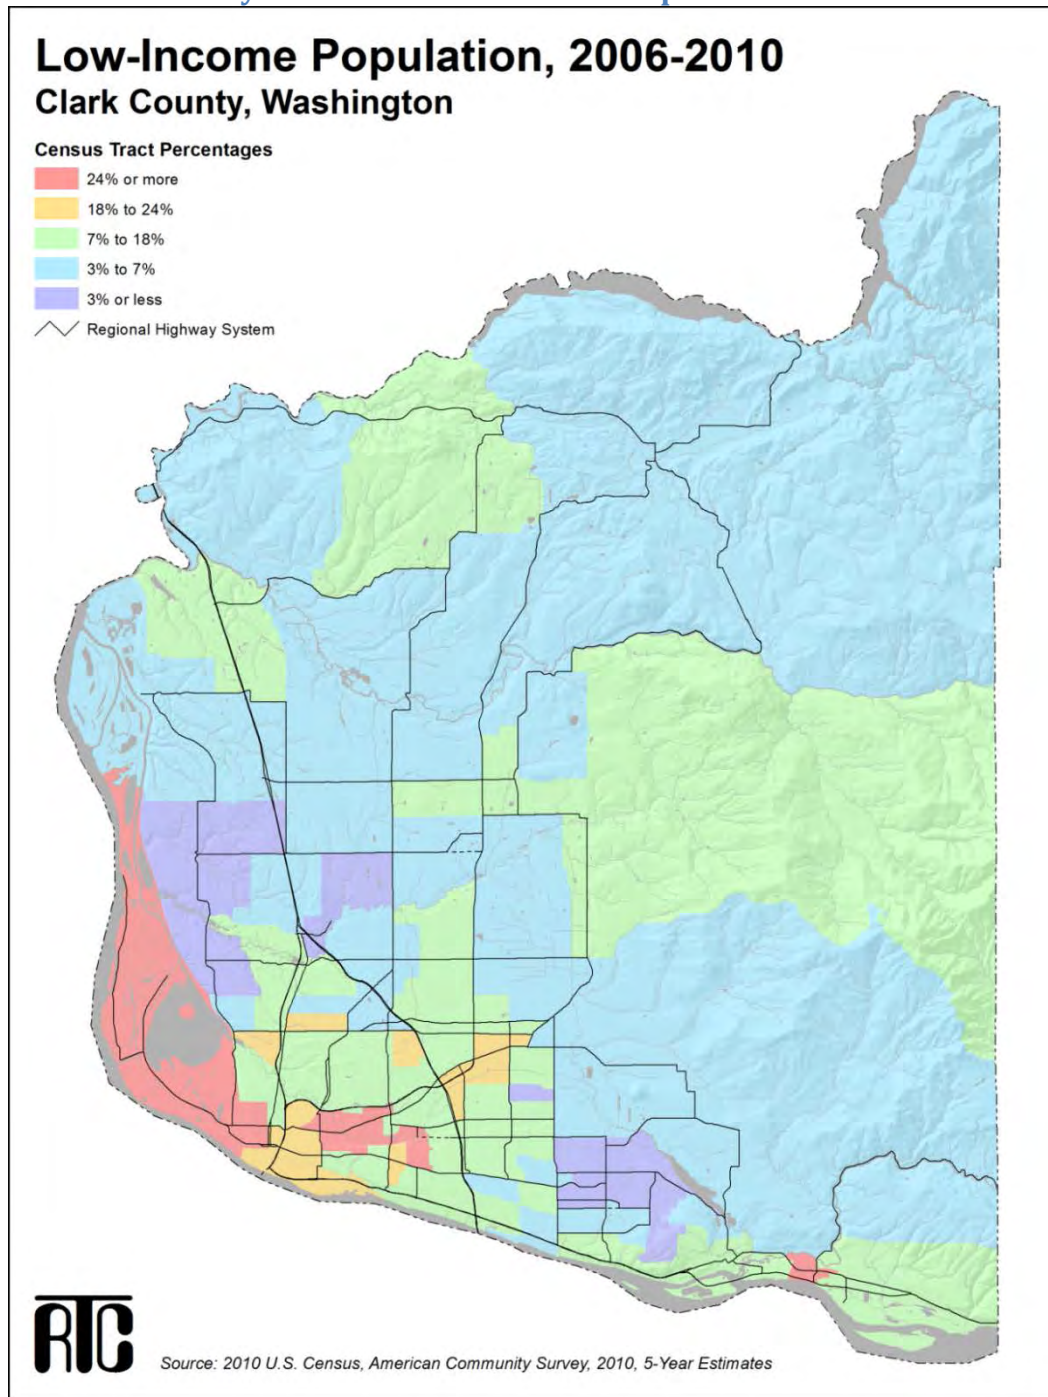 Low-Income Population, 2006-2010
Clark County, Washington
Census Tract Percentages
24% or more
18% to 24%
7% to 18%
3% to 7%
3% or less
Regional Highway System
RTC
Source: 2010 U.S. Census, American Community Survey, 2010, 5-Year Estimates